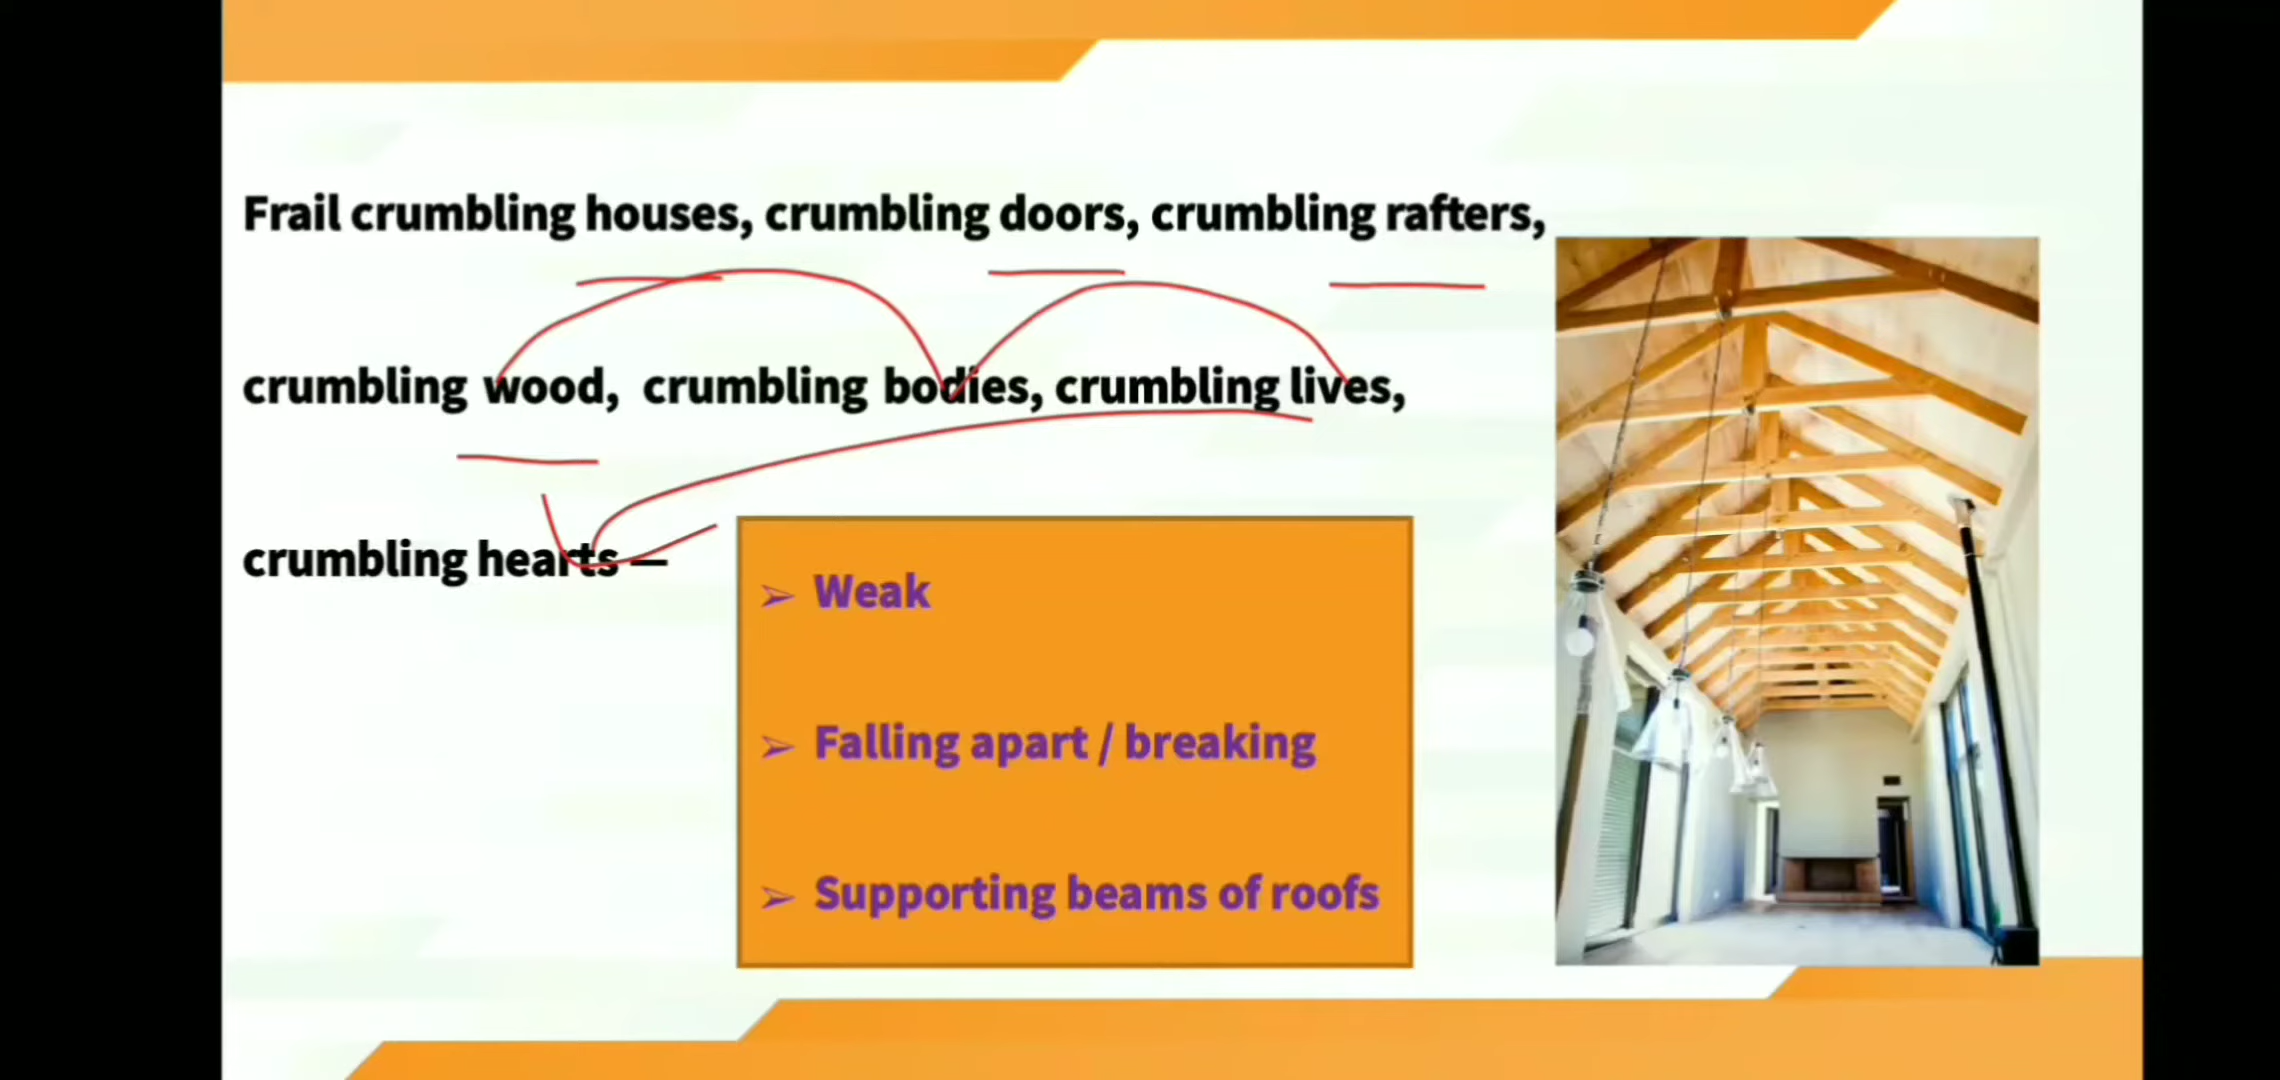 Frail crumbling houses, crumbling doors, crumbling rafters,
crumbling wood, crumbling bodies, crumbling lives,
crumbling hearts —
➢ Weak
➢ Falling apart / breaking
➢ Supporting beams of roofs